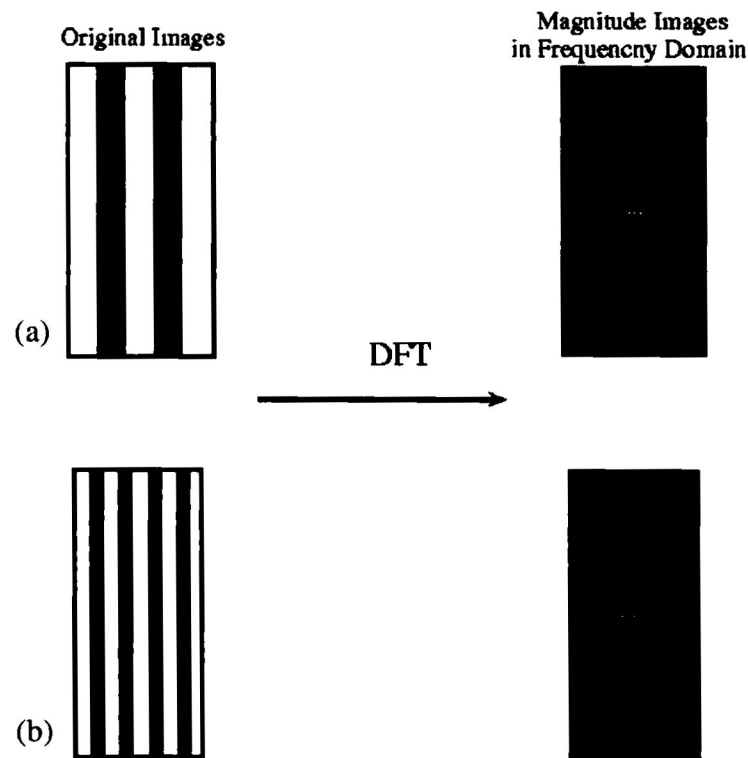 Original Images
Magnitude Images
in Frequencny Domain
(a)
DFT
(b)